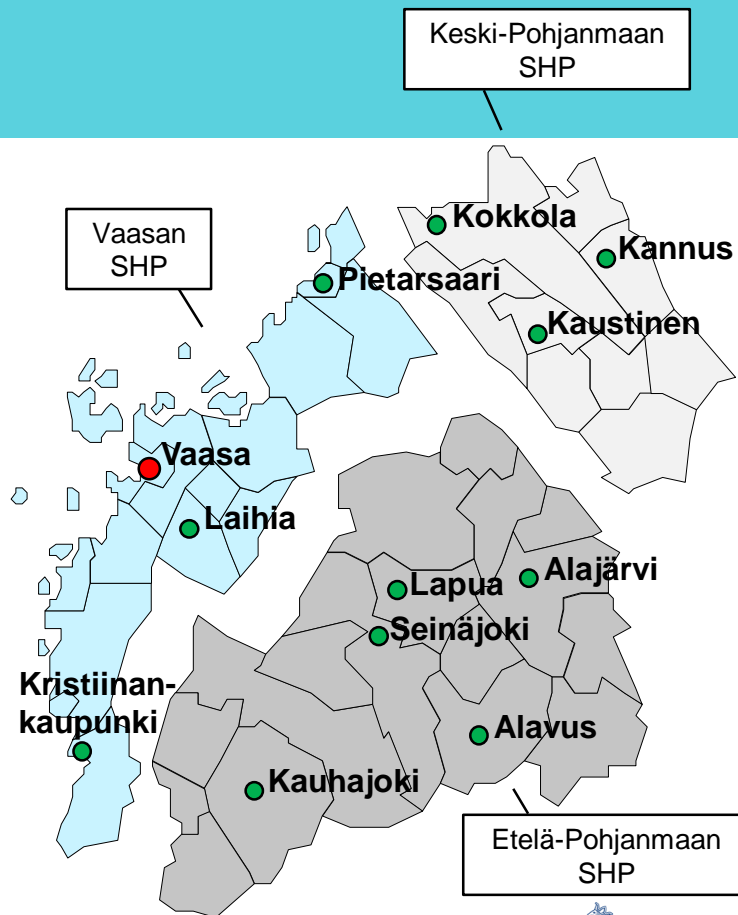 Keski-Pohjanmaan
SHP
Vaasan
SHP
Kokkola
Kannus
Pietarsaari
Kaustinen
Vaasa
Laihia
Lapua
Alajärvi
Seinäjoki
Kristiinan-
kaupunki
Alavus
Kauhajoki
Etelä-Pohjanmaan
SHP